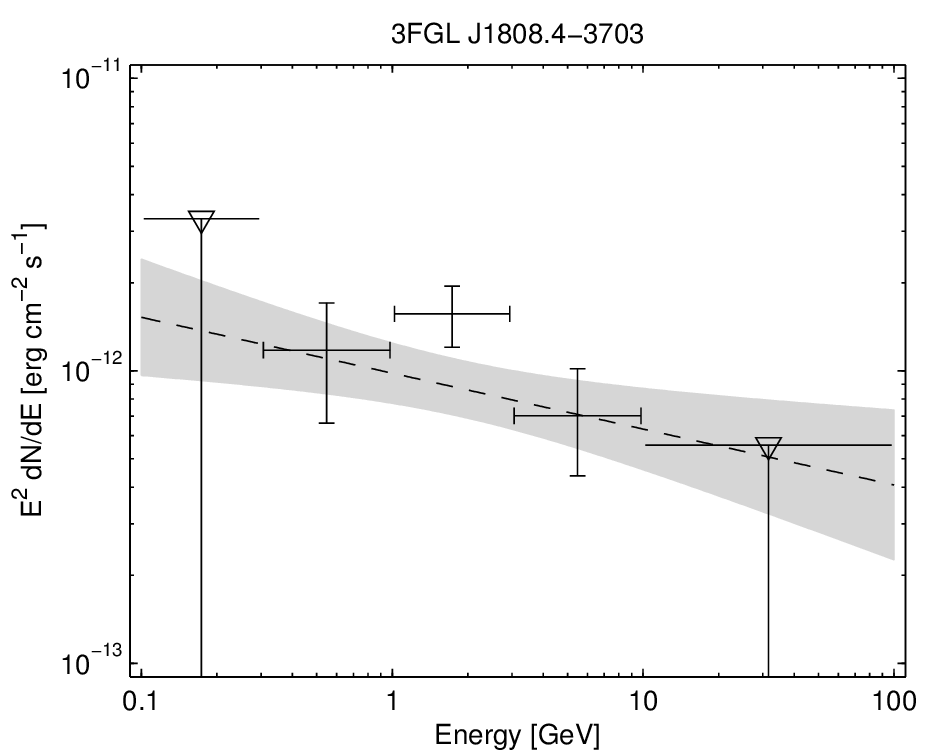 3FGL J1808.4−3703
10⁻¹¹
10⁻¹²
10⁻¹³
E² dN/dE [erg cm⁻² s⁻¹]
0.1 1 10 100
Energy [GeV]